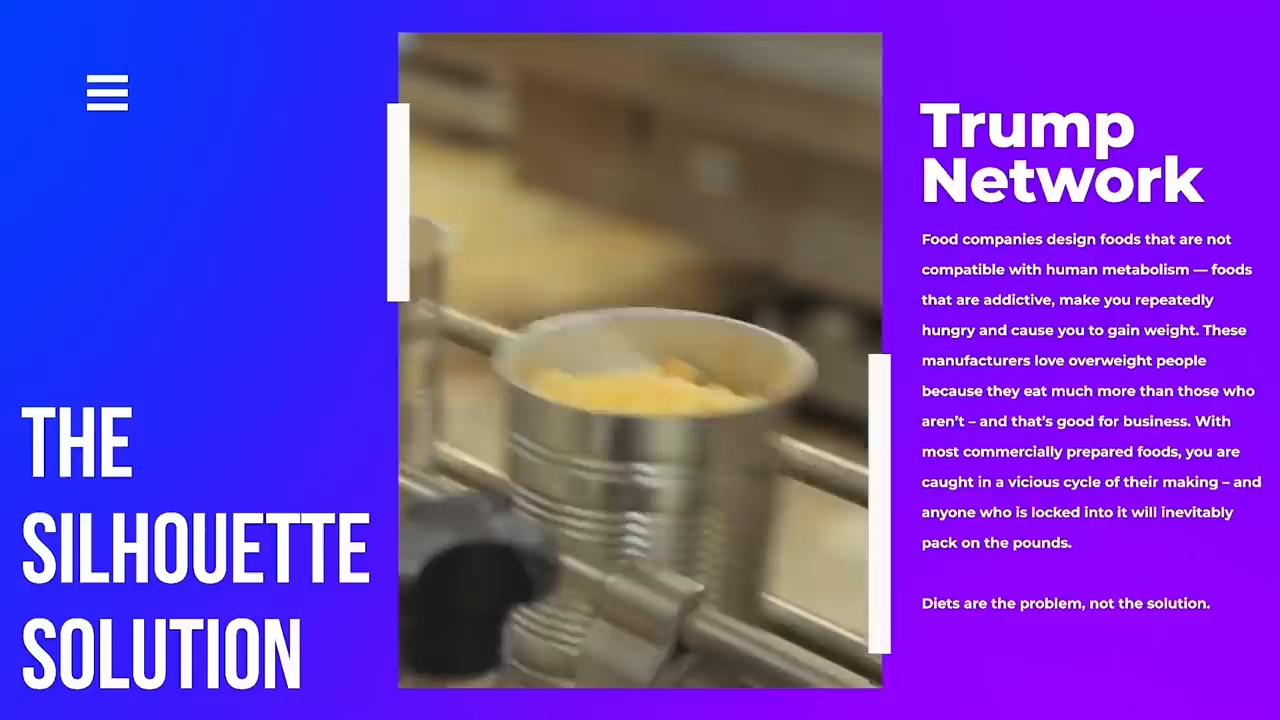 THE
SILHOUETTE
SOLUTION
Trump
Network
Food companies design foods that are not
compatible with human metabolism — foods
that are addictive, make you repeatedly
hungry and cause you to gain weight. These
manufacturers love overweight people
because they eat much more than those who
aren’t – and that’s good for business. With
most commercially prepared foods, you are
caught in a vicious cycle of their making – and
anyone who is locked into it will inevitably
pack on the pounds.
Diets are the problem, not the solution.